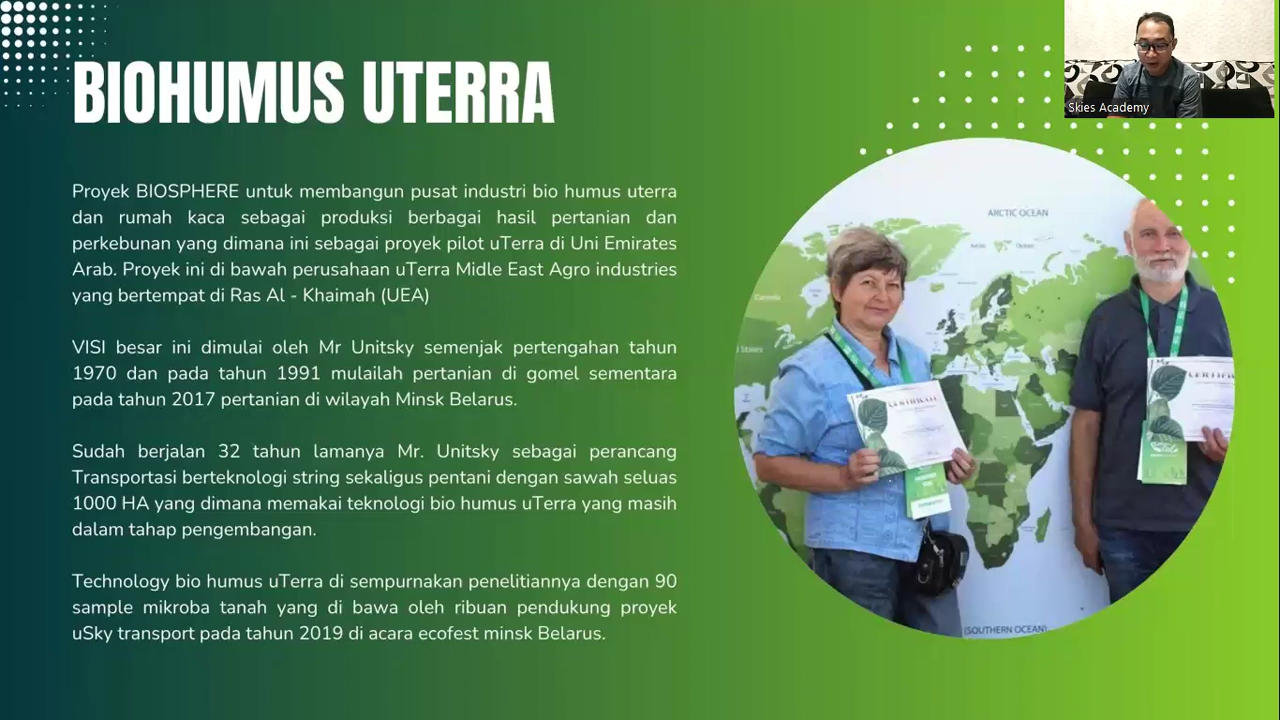 BIOHUMUS UTERRA
Proyek BIOSPHERE untuk membangun pusat industri bio humus uterra
dan rumah kaca sebagai produksi berbagai hasil pertanian dan
perkebunan yang dimana ini sebagai proyek pilot uTerra di Uni Emirates
Arab. Proyek ini di bawah perusahaan uTerra Midle East Agro industries
yang bertempat di Ras Al - Khaimah (UEA)
VISI besar ini dimulai oleh Mr Unitsky semenjak pertengahan tahun
1970 dan pada tahun 1991 mulailah pertanian di gomel sementara
pada tahun 2017 pertanian di wilayah Minsk Belarus.
Sudah berjalan 32 tahun lamanya Mr. Unitsky sebagai perancang
Transportasi berteknologi string sekaligus pentani dengan sawah seluas
1000 HA yang dimana memakai teknologi bio humus uTerra yang masih
dalam tahap pengembangan.
Technology bio humus uTerra di sempurnakan penelitiannya dengan 90
sample mikroba tanah yang di bawa oleh ribuan pendukung proyek
uSky transport pada tahun 2019 di acara ecofest minsk Belarus.
Skies Academy
ARCTIC OCEAN
Canada
CERTIFICATE
(SOUTHERN OCEAN)